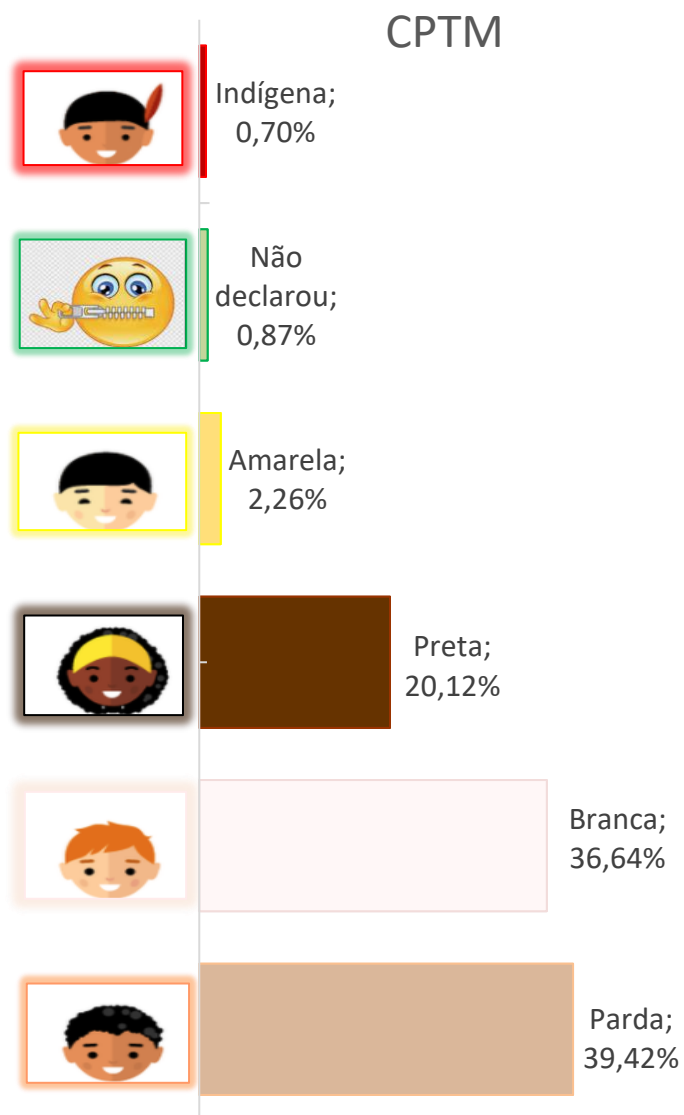 CPTM
Indígena;
0,70%
Não
declarou;
0,87%
Amarela;
2,26%
Preta;
20,12%
Branca;
36,64%
Parda;
39,42%